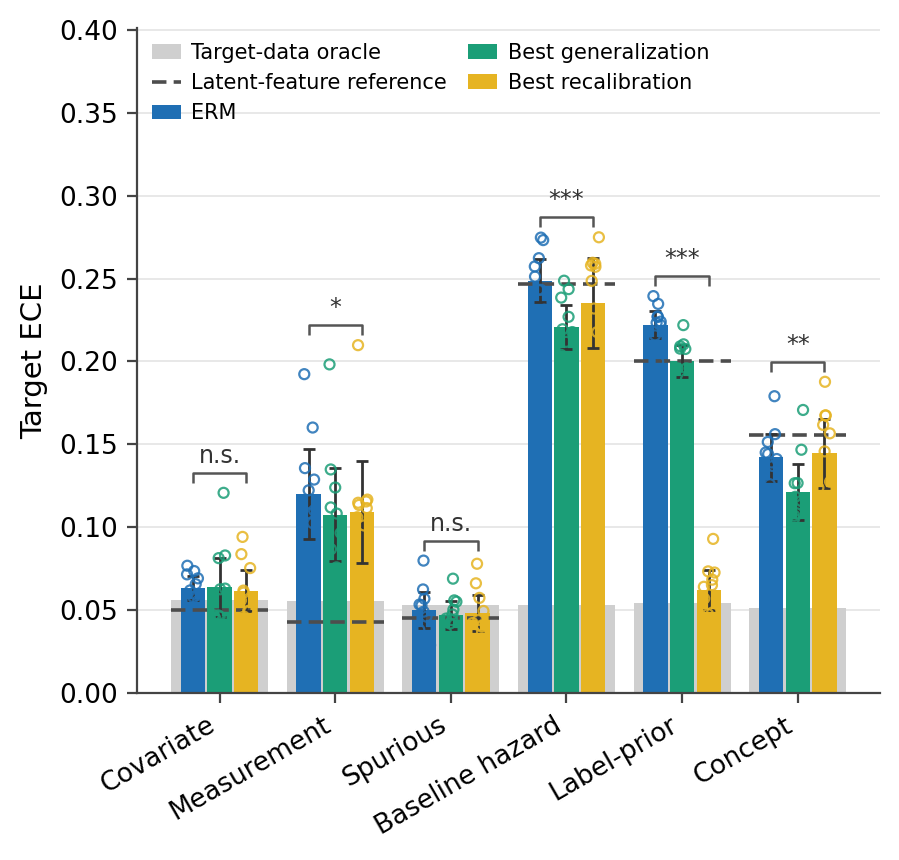 0.40
0.35
0.30
0.25
0.20
0.15
0.10
0.05
0.00
Target ECE
Target-data oracle
Latent-feature reference
ERM
Best generalization
Best recalibration
n.s.
*
n.s.
***
***
**
Covariate
Measurement
Spurious
Baseline hazard
Label-prior
Concept